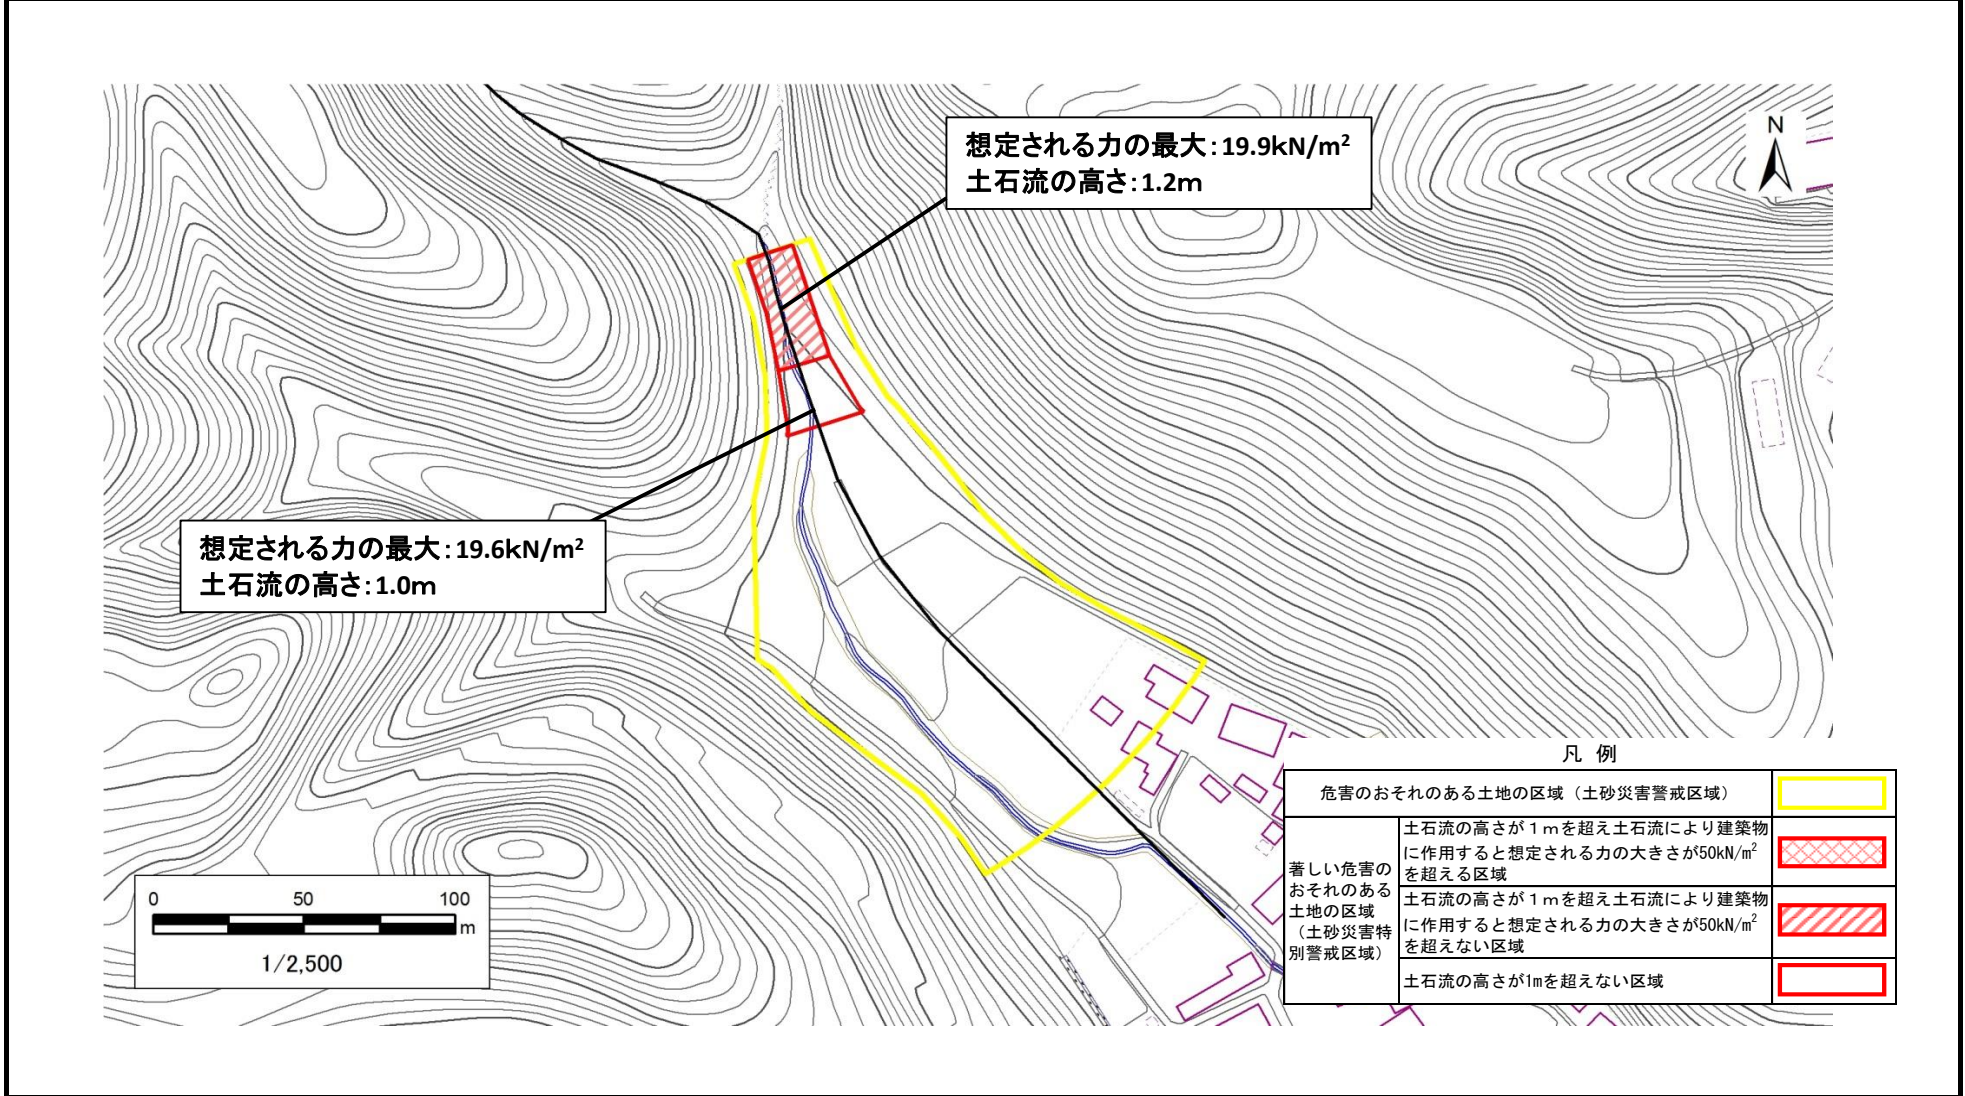 N
想定される力の最大：19.9kN/m²
土石流の高さ：1.2m
想定される力の最大：19.6kN/m²
土石流の高さ：1.0m
凡 例
危害のおそれのある土地の区域（土砂災害警戒区域）
著しい危害の
おそれのある
土地の区域
（土砂災害特
別警戒区域）
土石流の高さが１ｍを超え土石流により建築物
に作用すると想定される力の大きさが50kN/m²
を超える区域
土石流の高さが１ｍを超え土石流により建築物
に作用すると想定される力の大きさが50kN/m²
を超えない区域
土石流の高さが1mを超えない区域
0 50 100
m
1/2,500